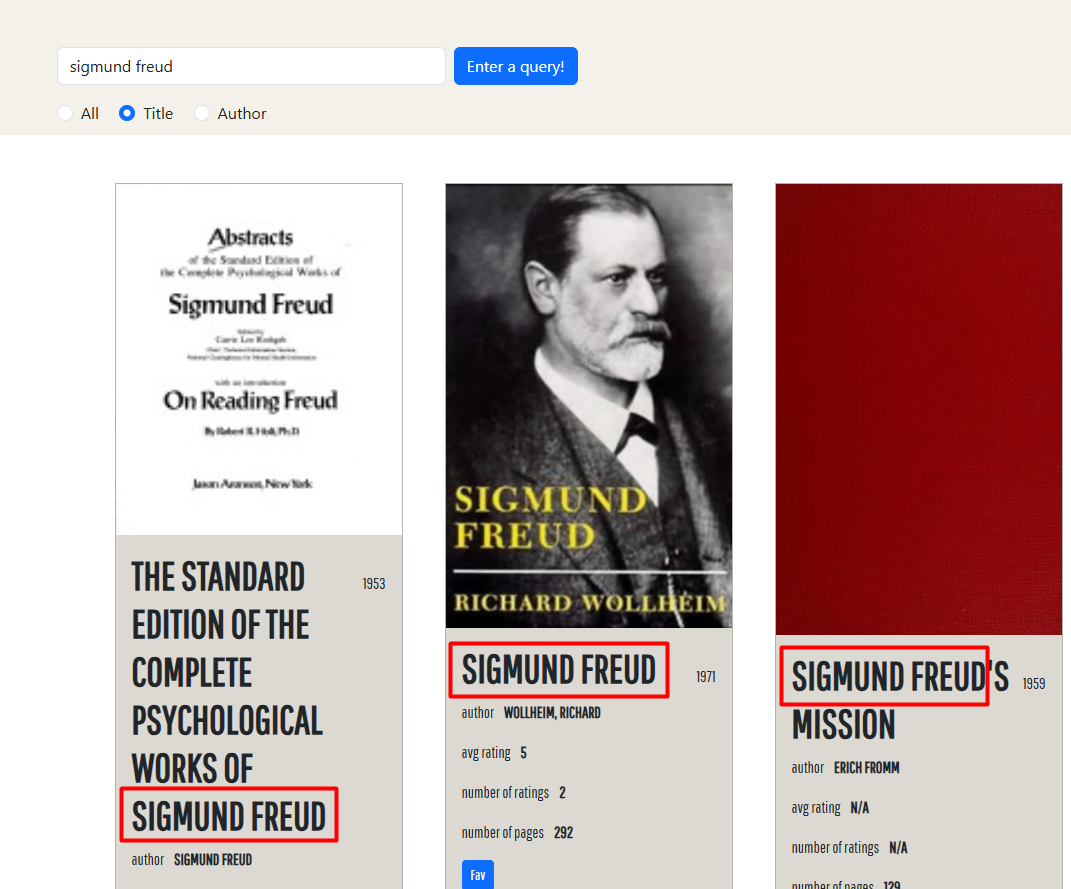 sigmund freud
Enter a query!
All Title Author
Abstracts
of the Standard Edition of
the Complete Psychological Works of
Sigmund Freud
Edited by
Carrie Lee Rothgeb
with an introduction
On Reading Freud
By Robert R. Holt, Ph.D.
Jason Aronson, New York
THE STANDARD
EDITION OF THE
COMPLETE
PSYCHOLOGICAL
WORKS OF
SIGMUND FREUD
1953
author SIGMUND FREUD
SIGMUND
FREUD
RICHARD WOLLHEIM
SIGMUND FREUD
1971
author WOLLHEIM, RICHARD
avg rating 5
number of ratings 2
number of pages 292
Fav
SIGMUND FREUD'S
MISSION
1959
author ERICH FROMM
avg rating N/A
number of ratings N/A
number of pages 129